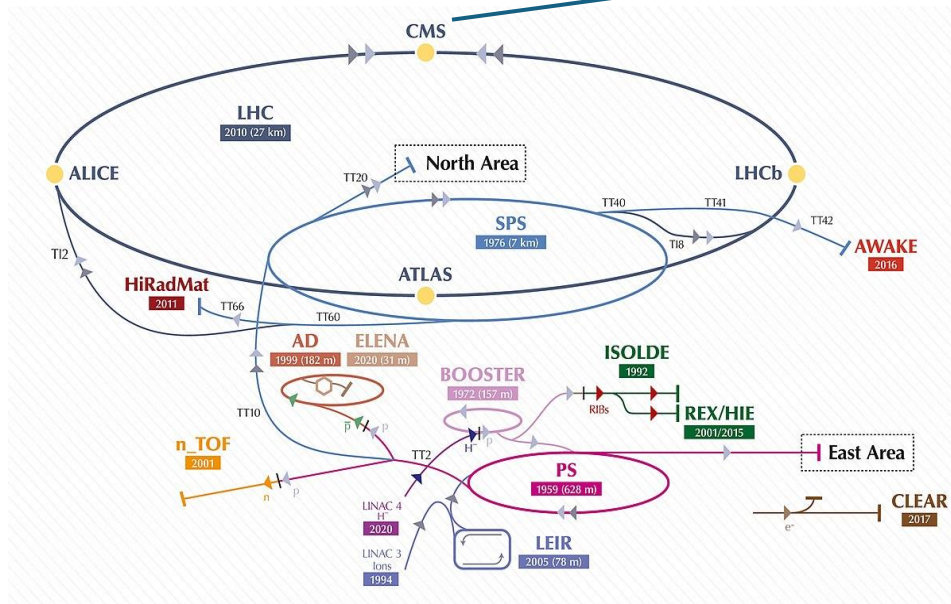 CMS
LHC
2010 (27 km)
ALICE
LHCb
TT20
North Area
SPS
1976 (7 km)
TT40
TT41
TT42
TI8
AWAKE
2016
TI2
ATLAS
HiRadMat
2011
TT66
TT60
AD
1999 (182 m)
ELENA
2020 (31 m)
ISOLDE
1992
BOOSTER
1972 (157 m)
RIBs
REX/HIE
2001/2015
TT10
p̅
p
H⁻
p
TT2
East Area
n_TOF
2001
n
p
PS
1959 (628 m)
LINAC 4
H⁻
2020
CLEAR
2017
e⁻
LINAC 3
Ions
1994
LEIR
2005 (78 m)